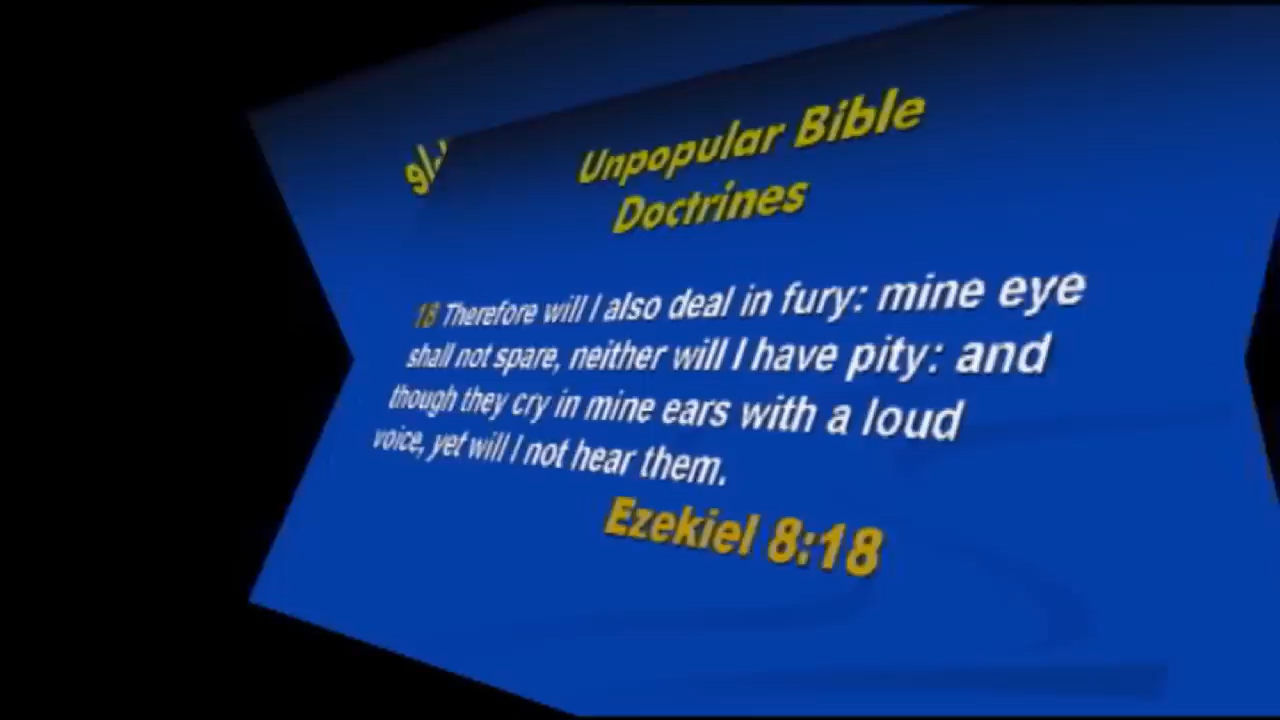 Unpopular Bible
Doctrines
18 Therefore will I also deal in fury: mine eye
shall not spare, neither will I have pity: and
though they cry in mine ears with a loud
voice, yet will I not hear them.
Ezekiel 8:18